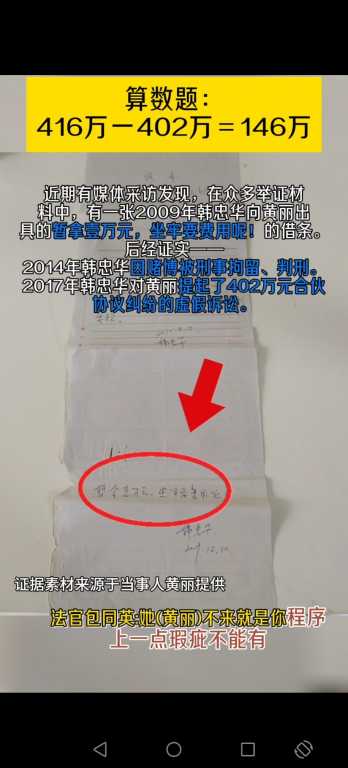 算数题：
416万－402万＝146万
近期有媒体采访发现，在众多举证材
料中，有一张2009年韩忠华向黄丽出
具的暂拿壹万元，坐牢要费用呢！的借条。
后经证实——
2014年韩忠华因赌博被刑事拘留、判刑。
2017年韩忠华对黄丽提起了402万元合伙
协议纠纷的虚假诉讼。
证据素材来源于当事人黄丽提供
法官包同英:她(黄丽)不来就是你程序
上一点瑕疵不能有